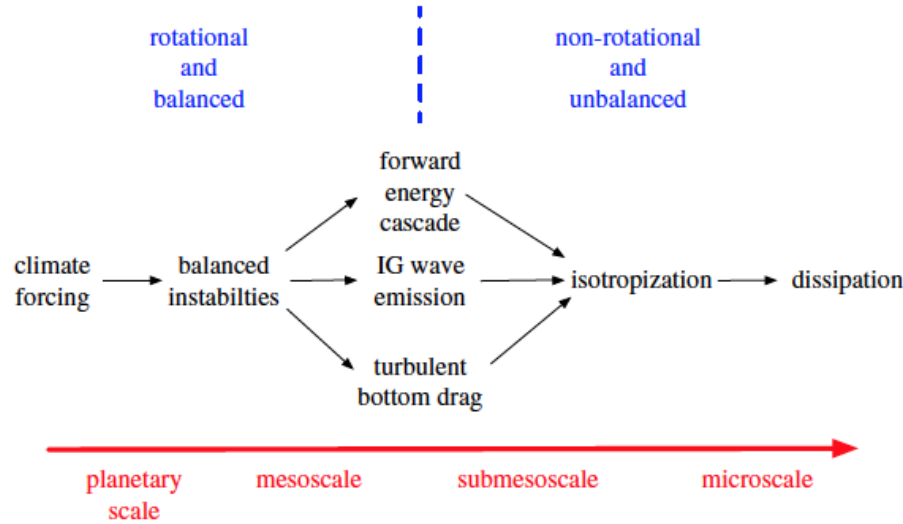 rotational
and
balanced
non-rotational
and
unbalanced
forward
energy
cascade
climate
forcing
balanced
instabilties
IG wave
emission
isotropization
dissipation
turbulent
bottom drag
planetary
scale
mesoscale
submesoscale
microscale